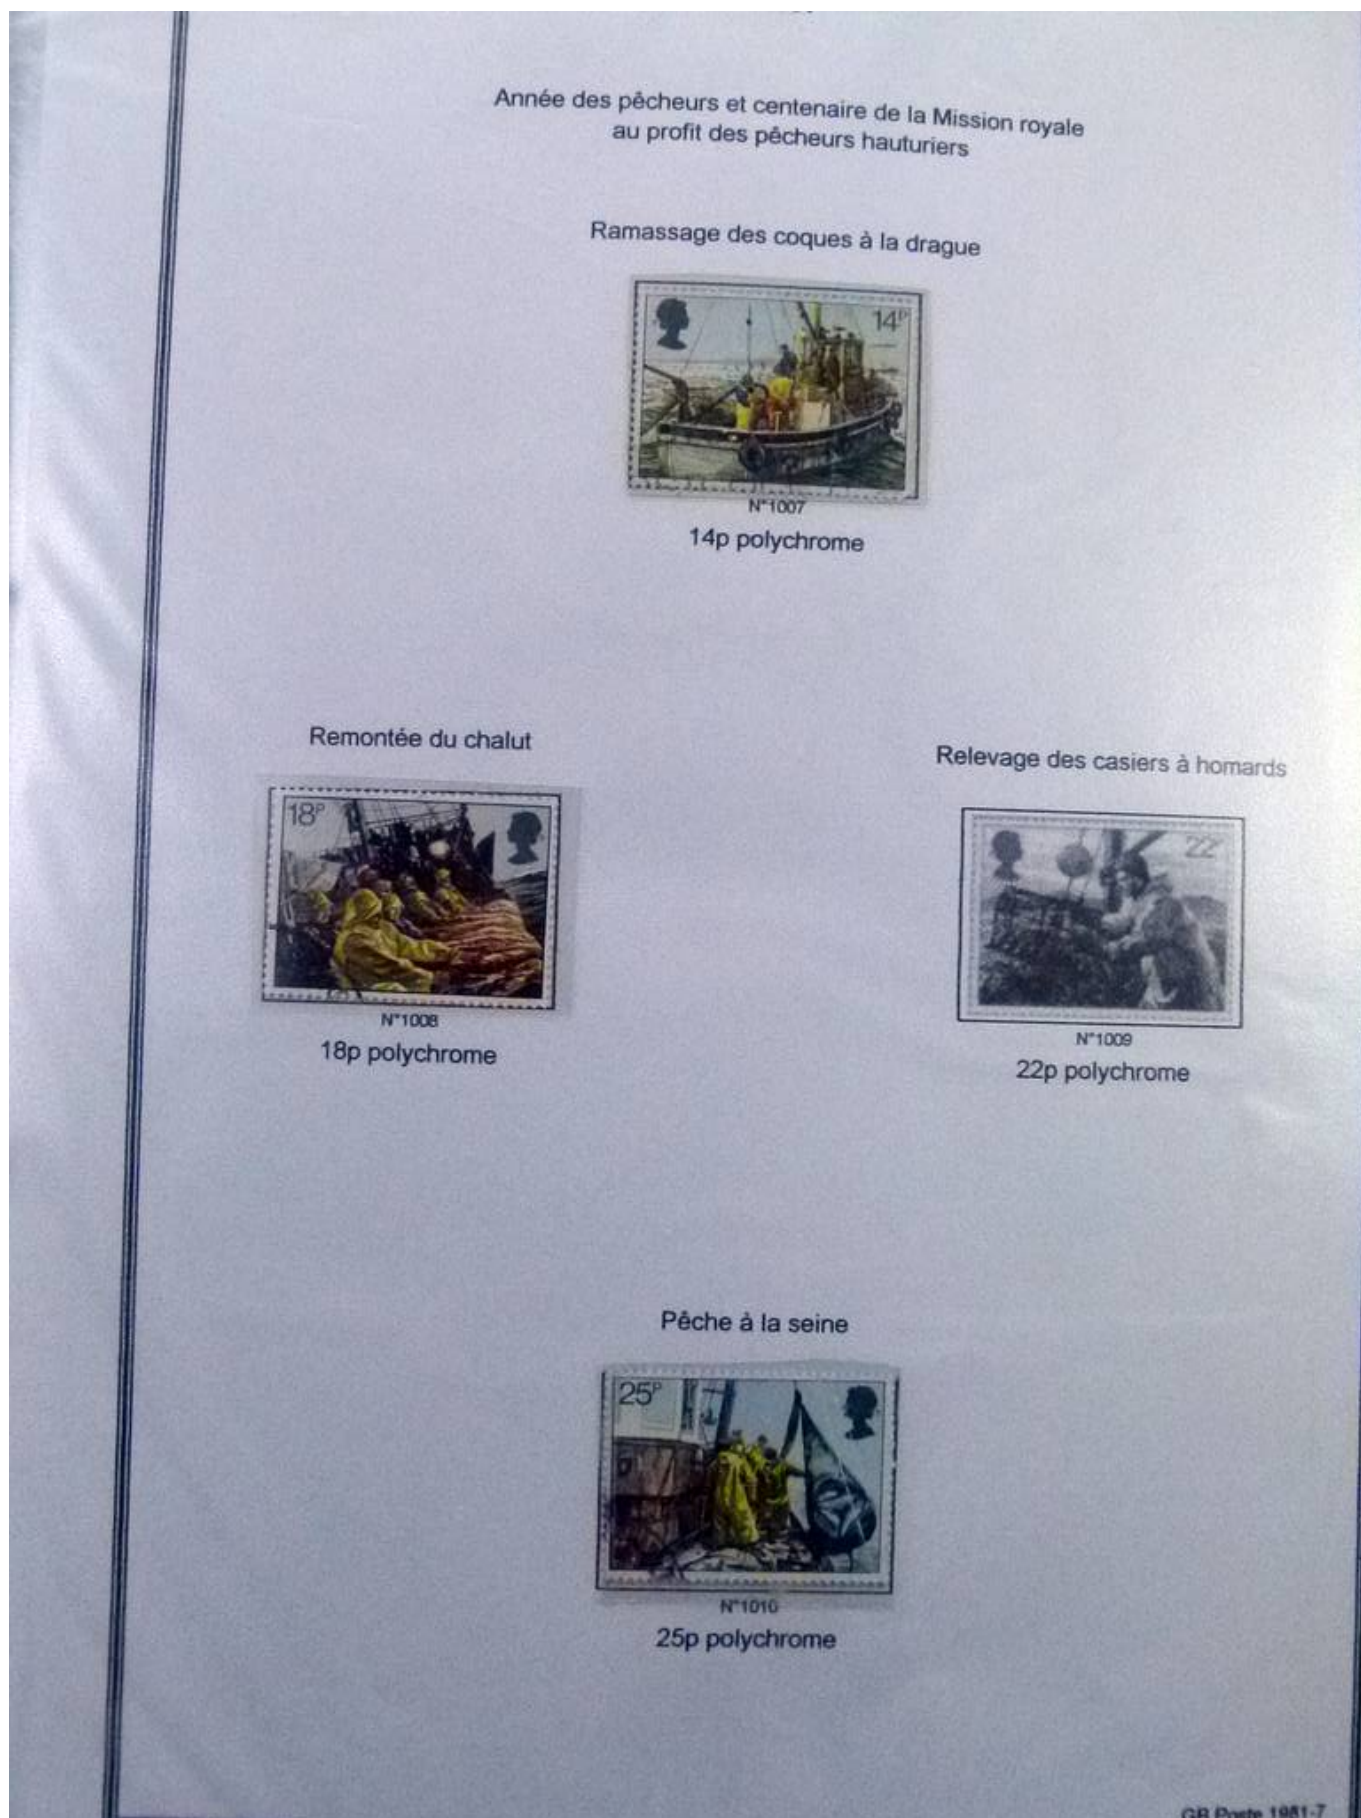 Année des pêcheurs et centenaire de la Mission royale
au profit des pêcheurs hauturiers
Ramassage des coques à la drague
14P
N°1007
14p polychrome
Remontée du chalut
18P
N°1008
18p polychrome
Relevage des casiers à homards
22P
N°1009
22p polychrome
Pêche à la seine
25P
N°1010
25p polychrome
GB Poste 1981-7